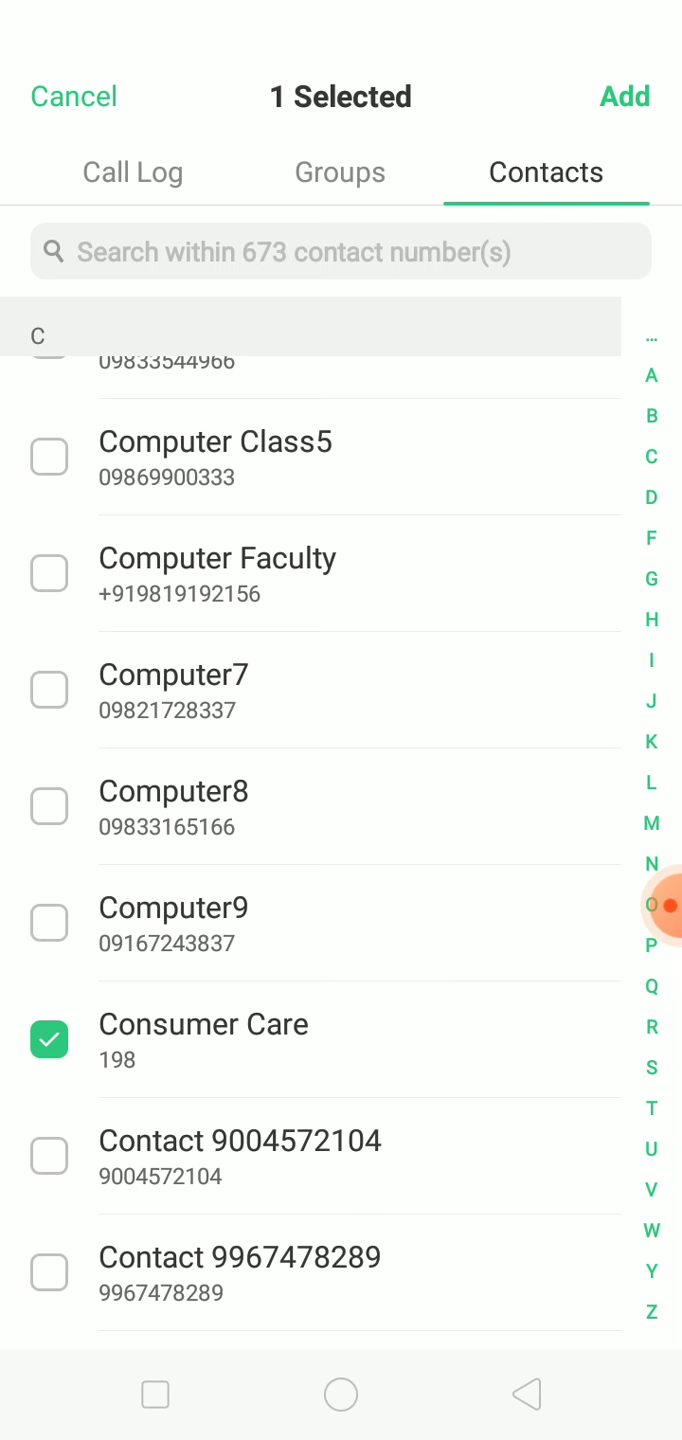 Cancel 1 Selected Add
Call Log Groups Contacts
Search within 673 contact number(s)
C
09833544966
Computer Class5
09869900333
Computer Faculty
+919819192156
Computer7
09821728337
Computer8
09833165166
Computer9
09167243837
Consumer Care
198
Contact 9004572104
9004572104
Contact 9967478289
9967478289
...
A
B
C
D
F
G
H
I
J
K
L
M
N
O
P
Q
R
S
T
U
V
W
Y
Z